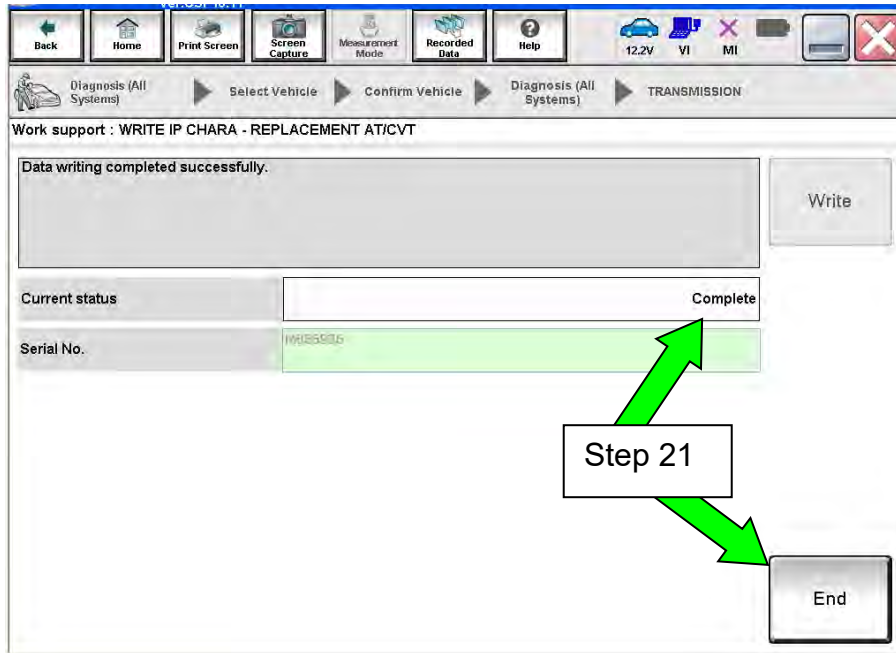 Back
Home
Print Screen
Screen
Capture
Measurement
Mode
Recorded
Data
Help
12.2V
VI
MI
Diagnosis (All
Systems)
Select Vehicle
Confirm Vehicle
Diagnosis (All
Systems)
TRANSMISSION
Work support : WRITE IP CHARA - REPLACEMENT AT/CVT
Data writing completed successfully.
Write
Current status
Complete
Serial No.
Step 21
End